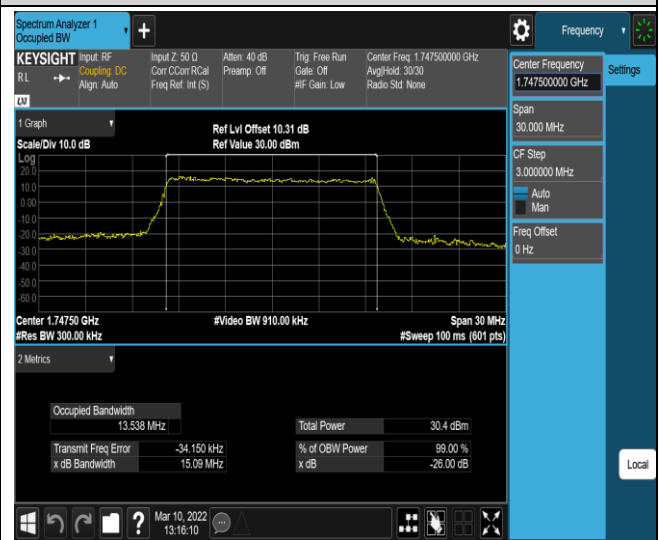 Spectrum Analyzer 1
Occupied BW
+
Frequency
KEYSIGHT
RL
LXI
Input: RF
Coupling: DC
Align: Auto
Input Z: 50 Ω
Corr CCorr RCal
Freq Ref: Int (S)
Atten: 40 dB
Preamp: Off
Trig: Free Run
Gate: Off
#IF Gain: Low
Center Freq: 1.747500000 GHz
Avg|Hold: 30/30
Radio Std: None
Center Frequency
1.747500000 GHz
Settings
Span
30.000 MHz
CF Step
3.000000 MHz
Auto
Man
Freq Offset
0 Hz
1 Graph
Scale/Div 10.0 dB
Ref Lvl Offset 10.31 dB
Ref Value 30.00 dBm
Log
20.0
10.0
0.00
-10.0
-20.0
-30.0
-40.0
-50.0
-60.0
Center 1.74750 GHz
#Video BW 910.00 kHz
Span 30 MHz
#Res BW 300.00 kHz
#Sweep 100 ms (601 pts)
2 Metrics
Occupied Bandwidth
13.538 MHz
Total Power 30.4 dBm
Transmit Freq Error -34.150 kHz
% of OBW Power 99.00 %
x dB Bandwidth 15.09 MHz
x dB -26.00 dB
Local
?
Mar 10, 2022
13:16:10